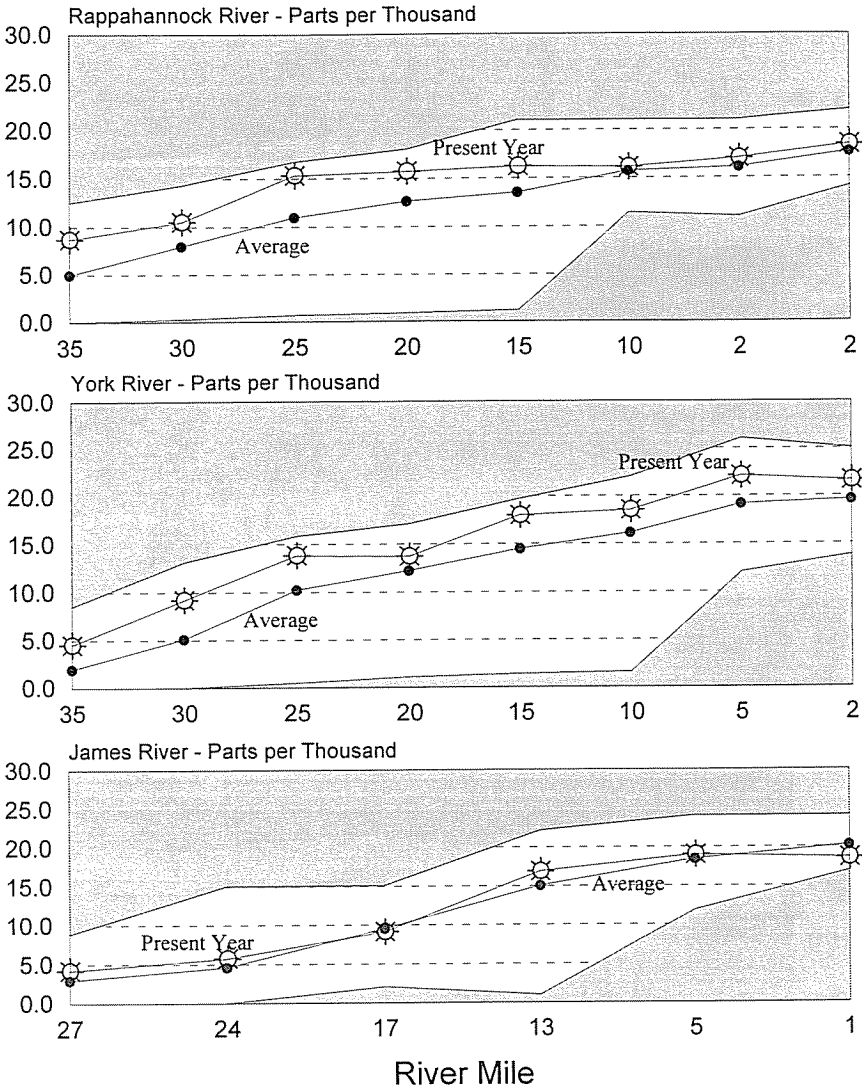 Rappahannock River - Parts per Thousand
30.0
25.0
20.0
Present Year
15.0
10.0
Average
5.0
0.0
35 30 25 20 15 10 2 2
York River - Parts per Thousand
30.0
25.0
Present Year
20.0
15.0
10.0
Average
5.0
0.0
35 30 25 20 15 10 5 2
James River - Parts per Thousand
30.0
25.0
20.0
15.0
Average
10.0
Present Year
5.0
0.0
27 24 17 13 5 1
River Mile